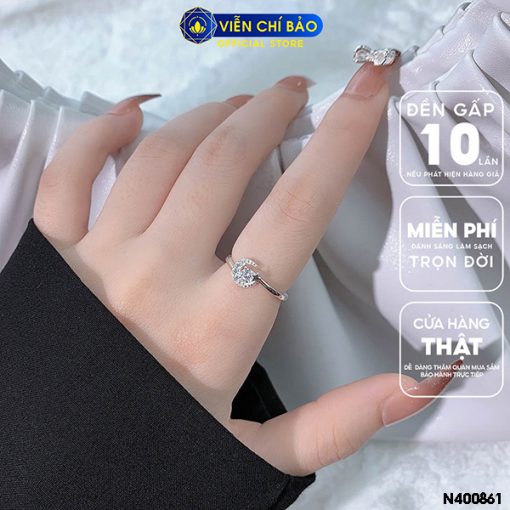 VIỄN CHÍ BẢO
OFFICIAL STORE
ĐỀN GẤP
10 LẦN
NẾU PHÁT HIỆN HÀNG GIẢ
MIỄN PHÍ
ĐÁNH SÁNG LÀM SẠCH
TRỌN ĐỜI
CỬA HÀNG
THẬT
DỄ DÀNG THĂM QUAN MUA SẮM
BẢO HÀNH TRỰC TIẾP
N400861